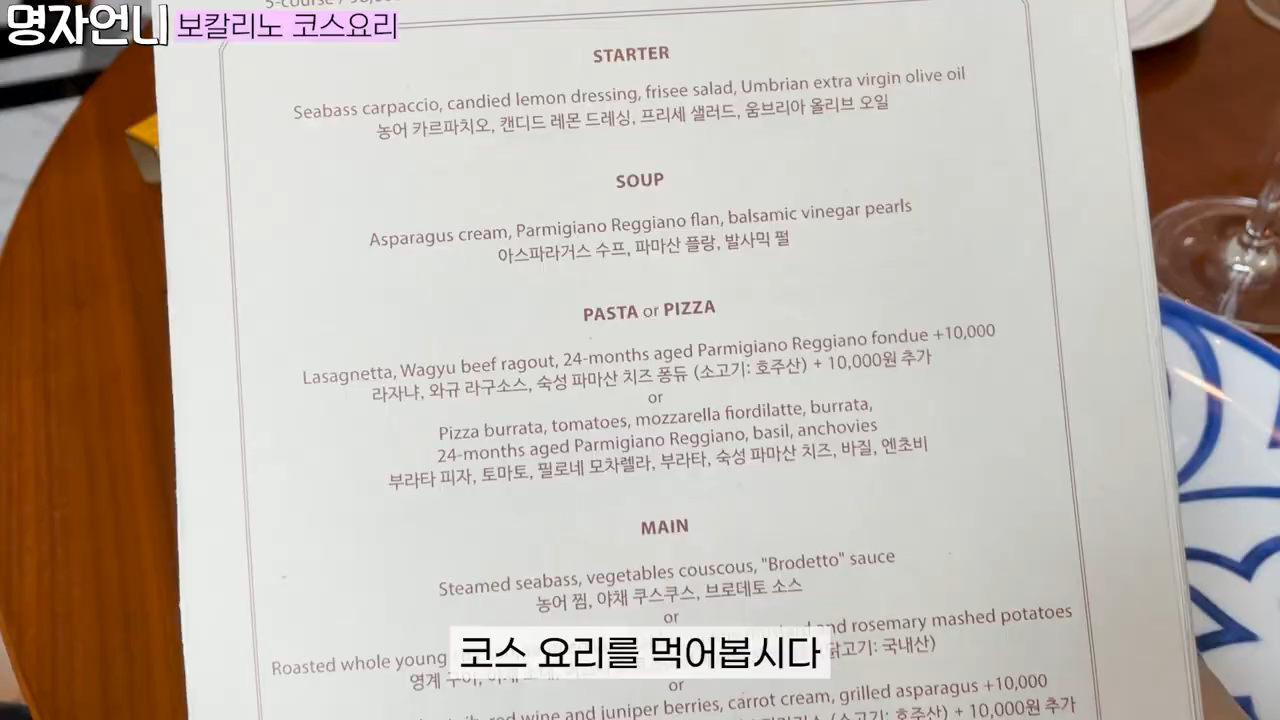 명자언니 보칼리노 코스요리
5-course /
STARTER
Seabass carpaccio, candied lemon dressing, frisee salad, Umbrian extra virgin olive oil
농어 카르파치오, 캔디드 레몬 드레싱, 프리세 샐러드, 움브리아 올리브 오일
SOUP
Asparagus cream, Parmigiano Reggiano flan, balsamic vinegar pearls
아스파라거스 수프, 파마산 플랑, 발사믹 펄
PASTA or PIZZA
Lasagnetta, Wagyu beef ragout, 24-months aged Parmigiano Reggiano fondue +10,000
라자냐, 와규 라구소스, 숙성 파마산 치즈 퐁듀 (소고기: 호주산) + 10,000원 추가
or
Pizza burrata, tomatoes, mozzarella fiordilatte, burrata,
24-months aged Parmigiano Reggiano, basil, anchovies
부라타 피자, 토마토, 필로네 모차렐라, 부라타, 숙성 파마산 치즈, 바질, 엔초비
MAIN
Steamed seabass, vegetables couscous, "Brodetto" sauce
농어 찜, 야채 쿠스쿠스, 브로데토 소스
or
Roasted whole young and rosemary mashed potatoes
영계 구이, 닭고기: 국내산)
코스 요리를 먹어봅시다
or
red wine and juniper berries, carrot cream, grilled asparagus +10,000
(소고기: 호주산) + 10,000원 추가